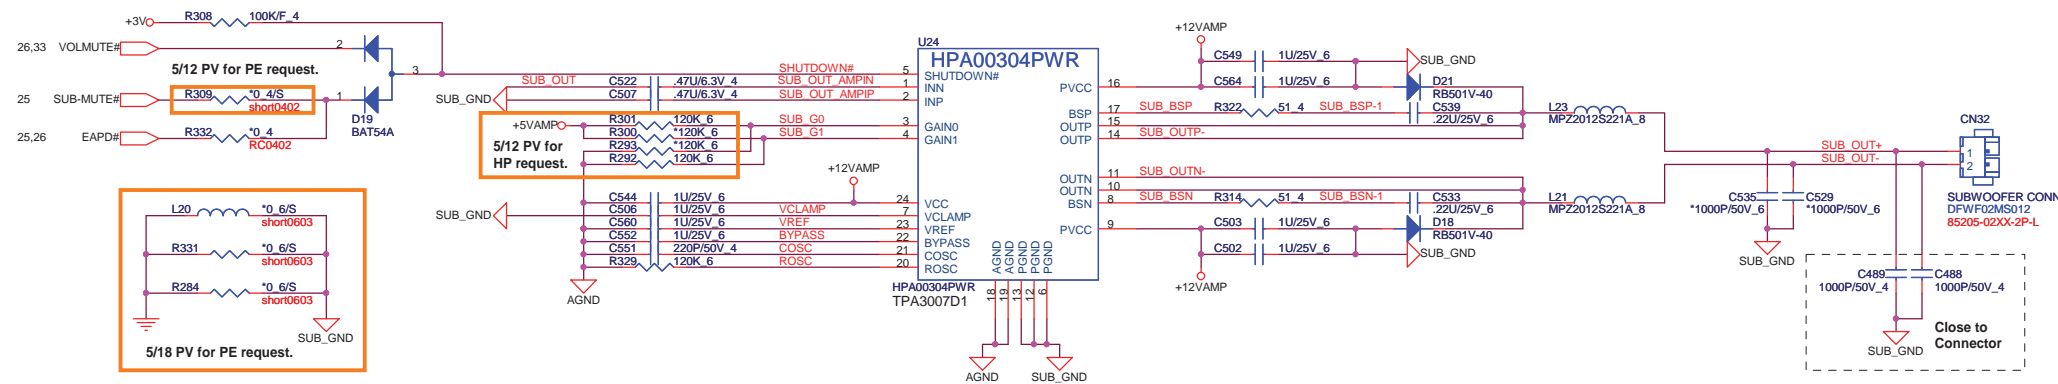 +3V R308 100K/F_4
26,33 VOLMUTE# 2
5/12 PV for PE request.
3
25 SUB-MUTE# R309 *0_4/S 1
short0402
D19
BAT54A
25,26 EAPD# R332 *0_4
RC0402
L20 *0_6/S
short0603
R331 *0_6/S
short0603
R284 *0_6/S
short0603
SUB_GND
5/18 PV for PE request.
SUB_OUT C522 .47U/6.3V_4
SUB_GND C507 .47U/6.3V_4
SHUTDOWN# 5
SUB_OUT_AMPIN 1
SUB_OUT_AMPIP 2
+5VAMP R301 120K_6 SUB_G0 3
R300 *120K_6 SUB_G1 4
R293 *120K_6
R292 120K_6
5/12 PV for
HP request.
+12VAMP
SUB_GND
C544 1U/25V_6 24
C506 1U/25V_6 VCLAMP 7
C560 1U/25V_6 VREF 23
C552 1U/25V_6 BYPASS 22
C551 220P/50V_4 COSC 21
R329 120K_6 ROSC 20
AGND
U24
HPA00304PWR
SHUTDOWN#
INN
INP
GAIN0
GAIN1
VCC
VCLAMP
VREF
BYPASS
COSC
ROSC
PVCC 16
BSP 17
OUTP 15
OUTP 14
OUTN 11
OUTN 10
BSN 8
PVCC 9
AGND 18
AGND 19
PGND 13
PGND 12
PGND 6
HPA00304PWR
TPA3007D1
AGND SUB_GND
+12VAMP
C549 1U/25V_6 SUB_GND
C564 1U/25V_6 D21
RB501V-40
SUB_BSP R322 51_4 SUB_BSP-1 C539
.22U/25V_6
SUB_OUTP-
SUB_OUTN-
SUB_BSN R314 51_4 SUB_BSN-1 C533
.22U/25V_6
C503 1U/25V_6 D18
RB501V-40
C502 1U/25V_6 SUB_GND
+12VAMP
L23
MPZ2012S221A_8
L21
MPZ2012S221A_8
SUB_OUT+
SUB_OUT-
C535 C529
*1000P/50V_6 *1000P/50V_6
SUB_GND
CN32
1
2
SUBWOOFER CONN
DFWF02MS012
85205-02XX-2P-L
C489 C488
1000P/50V_4 1000P/50V_4
SUB_GND
Close to
Connector